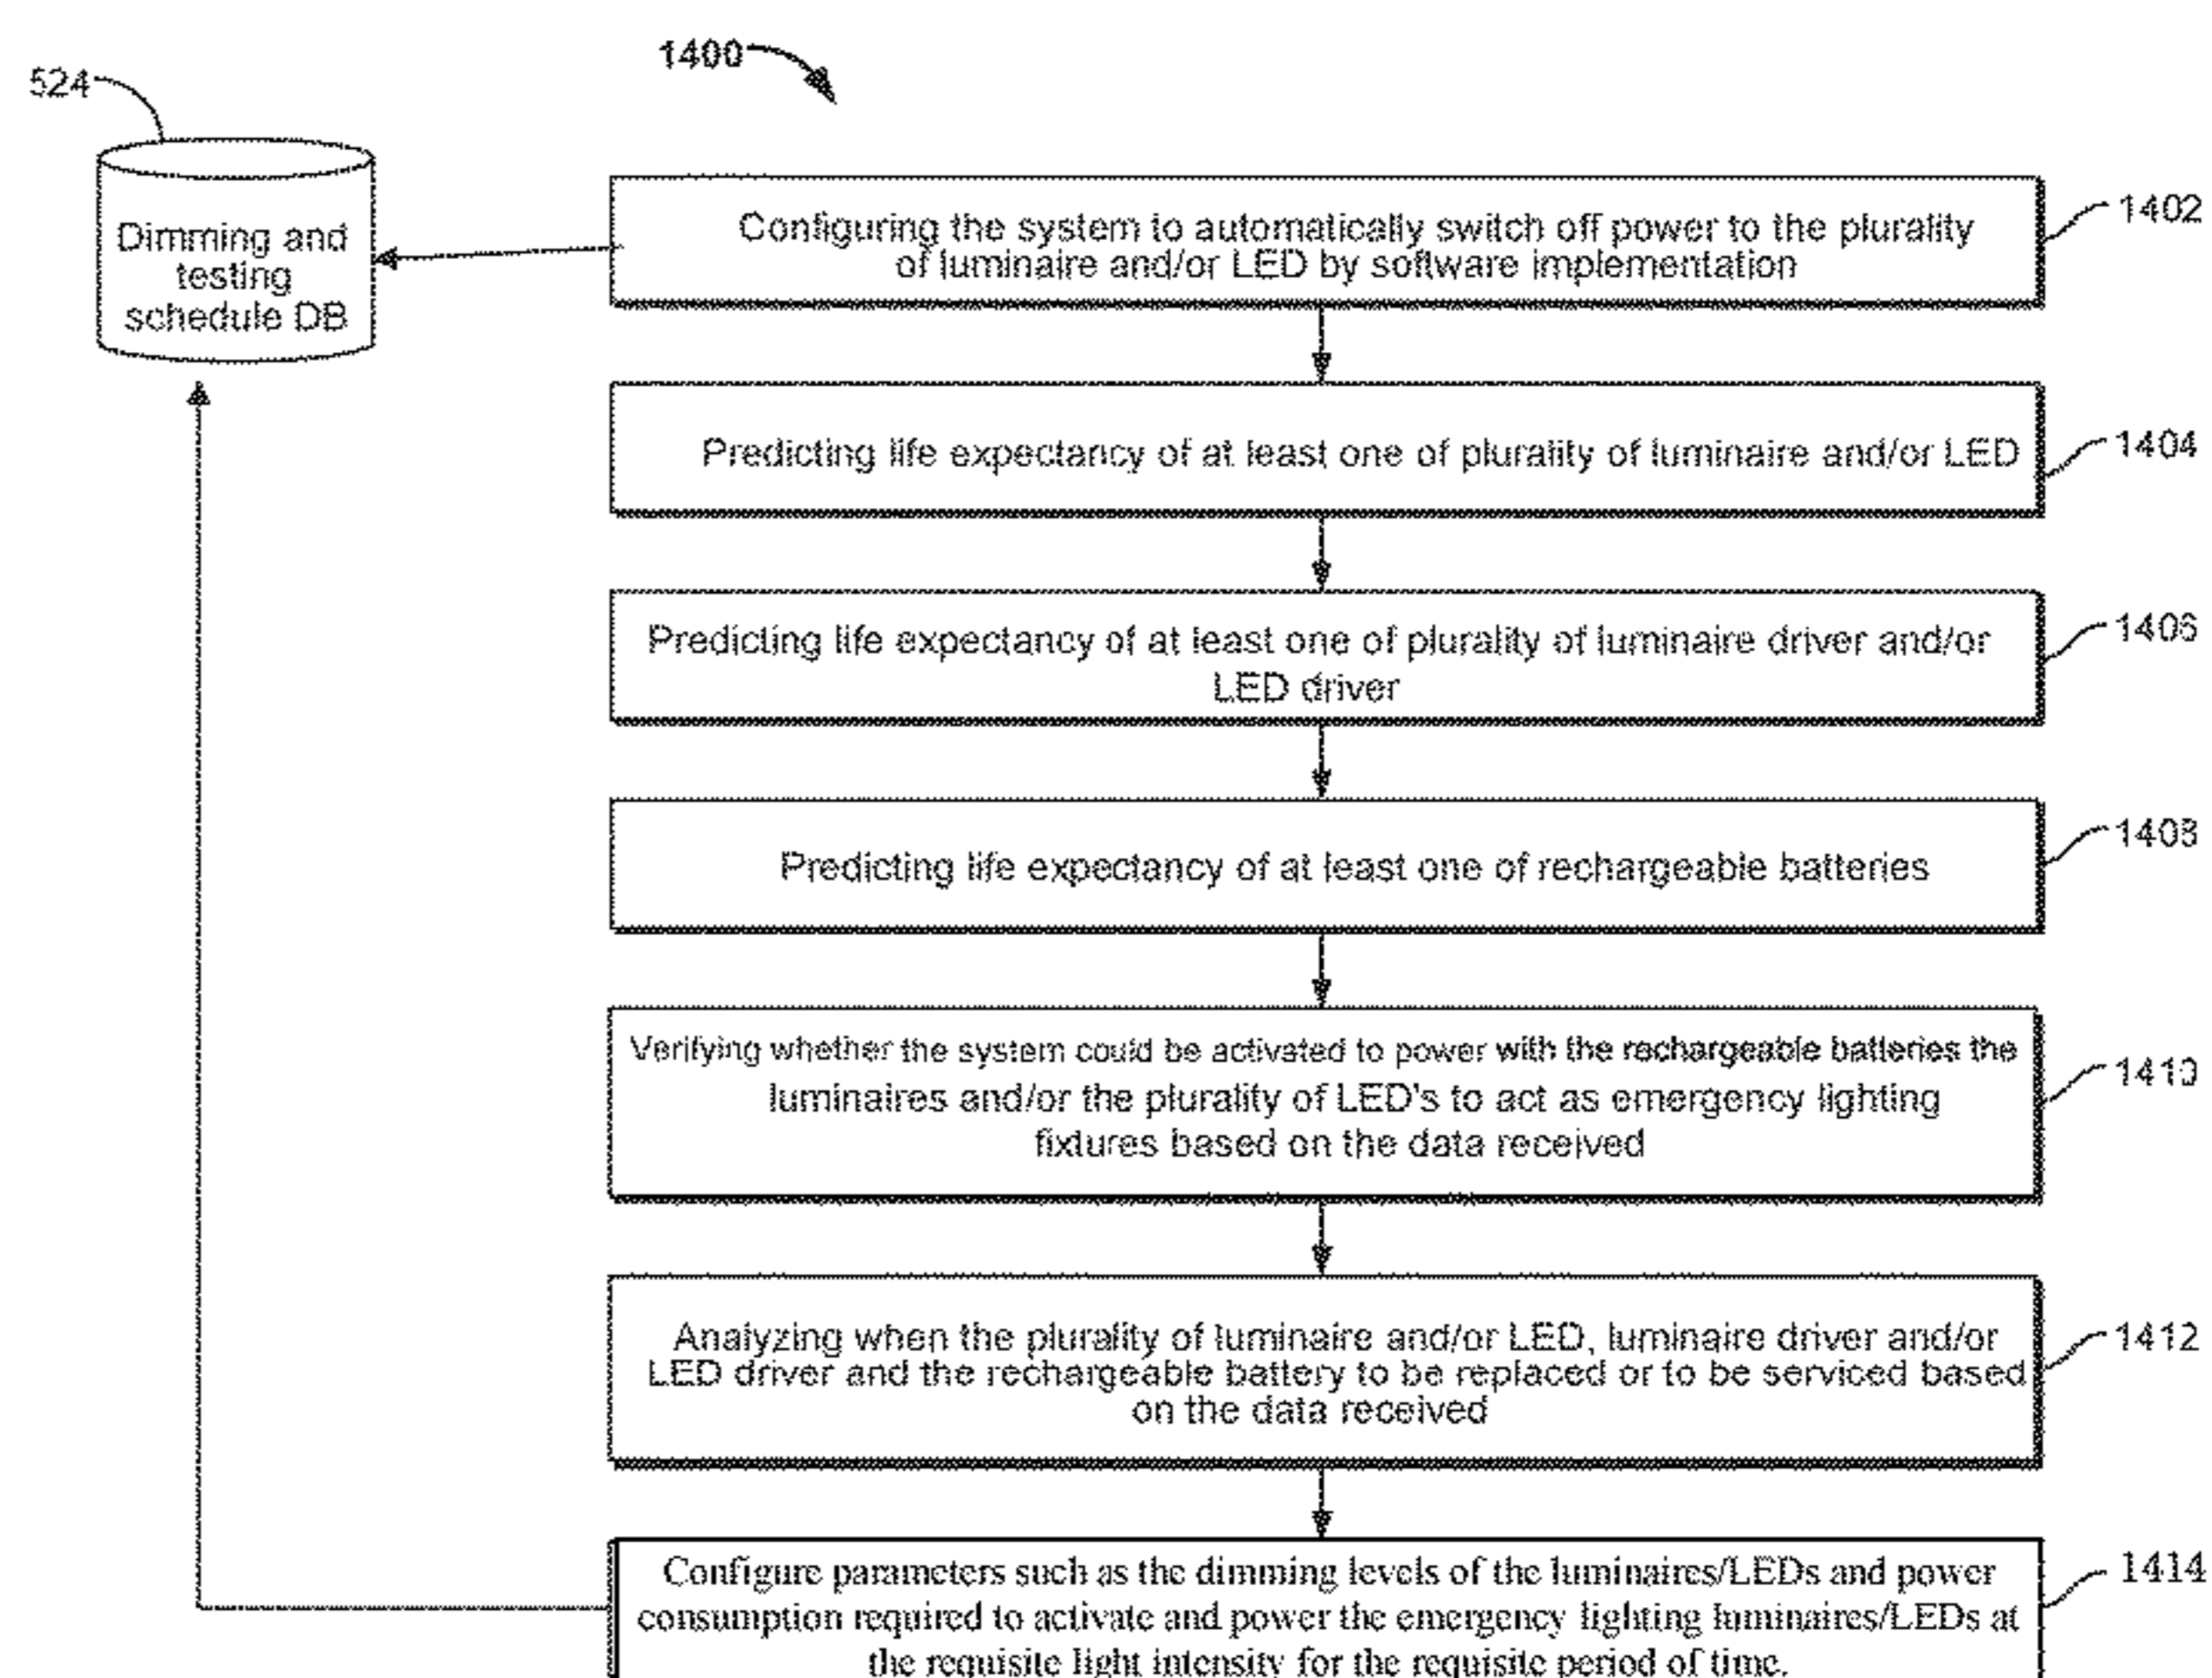 1400
524
Dimming and
testing
schedule DB
Configuring the system to automatically switch off power to the plurality
of luminaire and/or LED by software implementation
1402
Predicting life expectancy of at least one of plurality of luminaire and/or LED
1404
Predicting life expectancy of at least one of plurality of luminaire driver and/or
LED driver
1406
Predicting life expectancy of at least one of rechargeable batteries
1408
Verifying whether the system could be activated to power with the rechargeable batteries the
luminaires and/or the plurality of LED's to act as emergency lighting
fixtures based on the data received
1410
Analyzing when the plurality of luminaire and/or LED, luminaire driver and/or
LED driver and the rechargeable battery to be replaced or to be serviced based
on the data received
1412
Configure parameters such as the dimming levels of the luminaires/LEDs and power
consumption required to activate and power the emergency lighting luminaires/LEDs at
the requisite light intensity for the requisite period of time.
1414